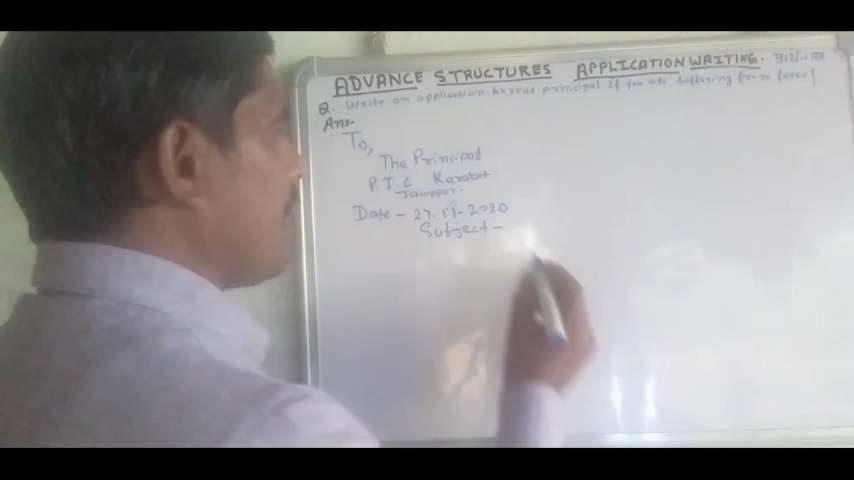 ADVANCE STRUCTURES APPLICATION WRITING.
Q. Write an application to your principal if you are suffering from fever
Ans.
To,
The Principal
P.T.C Karakat
Jaunpur.
Date - 27.11-2020
Subject -